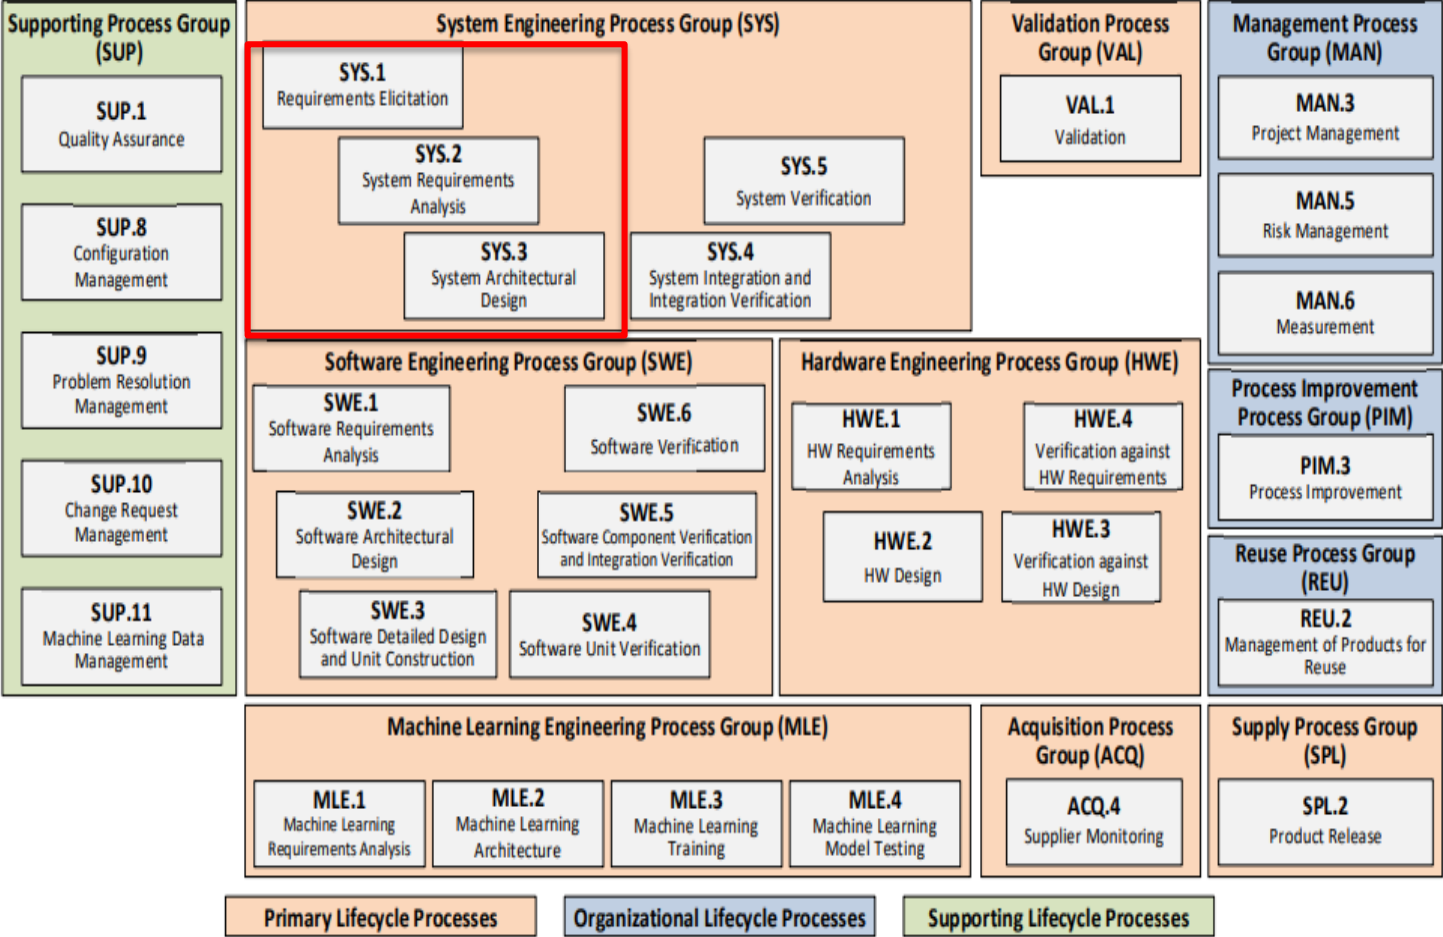 Supporting Process Group
(SUP)
SUP.1
Quality Assurance
SUP.8
Configuration
Management
SUP.9
Problem Resolution
Management
SUP.10
Change Request
Management
SUP.11
Machine Learning Data
Management
System Engineering Process Group (SYS)
SYS.1
Requirements Elicitation
SYS.2
System Requirements
Analysis
SYS.3
System Architectural
Design
SYS.5
System Verification
SYS.4
System Integration and
Integration Verification
Validation Process
Group (VAL)
VAL.1
Validation
Management Process
Group (MAN)
MAN.3
Project Management
MAN.5
Risk Management
MAN.6
Measurement
Software Engineering Process Group (SWE)
SWE.1
Software Requirements
Analysis
SWE.2
Software Architectural
Design
SWE.3
Software Detailed Design
and Unit Construction
SWE.6
Software Verification
SWE.5
Software Component Verification
and Integration Verification
SWE.4
Software Unit Verification
Hardware Engineering Process Group (HWE)
HWE.1
HW Requirements
Analysis
HWE.2
HW Design
HWE.4
Verification against
HW Requirements
HWE.3
Verification against
HW Design
Process Improvement
Process Group (PIM)
PIM.3
Process Improvement
Reuse Process Group
(REU)
REU.2
Management of Products for
Reuse
Machine Learning Engineering Process Group (MLE)
MLE.1
Machine Learning
Requirements Analysis
MLE.2
Machine Learning
Architecture
MLE.3
Machine Learning
Training
MLE.4
Machine Learning
Model Testing
Acquisition Process
Group (ACQ)
ACQ.4
Supplier Monitoring
Supply Process Group
(SPL)
SPL.2
Product Release
Primary Lifecycle Processes
Organizational Lifecycle Processes
Supporting Lifecycle Processes